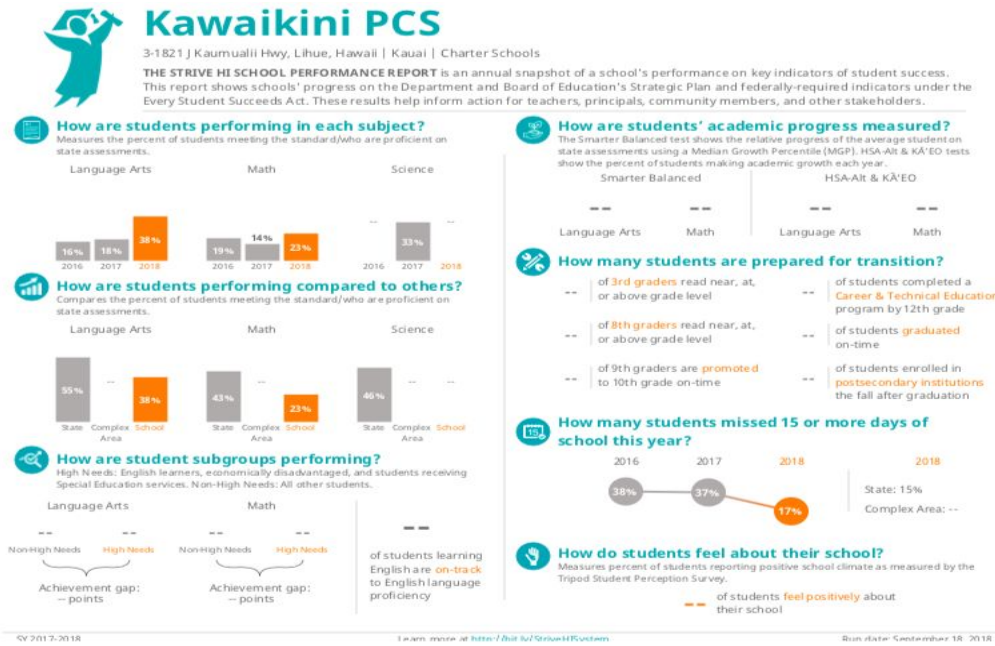 Kawaikini PCS
3-1821 J Kaumualii Hwy, Lihue, Hawaii | Kauai | Charter Schools
THE STRIVE HI SCHOOL PERFORMANCE REPORT is an annual snapshot of a school's performance on key indicators of student success.
This report shows schools' progress on the Department and Board of Education's Strategic Plan and federally-required indicators under the
Every Student Succeeds Act. These results help inform action for teachers, principals, community members, and other stakeholders.
How are students performing in each subject?
Measures the percent of students meeting the standard/who are proficient on
state assessments.
Language Arts Math Science
-- --
16% 18% 38% 19% 14% 23% 33%
2016 2017 2018 2016 2017 2018 2016 2017 2018
How are students performing compared to others?
Compares the percent of students meeting the standard/who are proficient on
state assessments.
Language Arts Math Science
55% -- 38% 43% -- 23% 46% -- --
State Complex Area School State Complex Area School State Complex Area School
How are student subgroups performing?
High Needs: English learners, economically disadvantaged, and students receiving
Special Education services. Non-High Needs: All other students.
Language Arts Math
-- -- -- --
Non-High Needs High Needs Non-High Needs High Needs
Achievement gap:
-- points
Achievement gap:
-- points
--
of students learning
English are on-track
to English language
proficiency
How are students' academic progress measured?
The Smarter Balanced test shows the relative progress of the average student on
state assessments using a Median Growth Percentile (MGP). HSA-Alt & KĀ'EO tests
show the percent of students making academic growth each year.
Smarter Balanced HSA-Alt & KĀ'EO
-- -- -- --
Language Arts Math Language Arts Math
How many students are prepared for transition?
-- of 3rd graders read near, at,
or above grade level
-- of students completed a
Career & Technical Education
program by 12th grade
-- of 8th graders read near, at,
or above grade level
-- of students graduated
on-time
-- of 9th graders are promoted
to 10th grade on-time
-- of students enrolled in
postsecondary institutions
the fall after graduation
15
How many students missed 15 or more days of
school this year?
2016 2017 2018 2018
38% 37% 17%
State: 15%
Complex Area: --
How do students feel about their school?
Measures percent of students reporting positive school climate as measured by the
Tripod Student Perception Survey.
-- of students feel positively about
their school
SY 2017-2018 Learn more at http://bit.ly/StriveHISystem Run date: September 18, 2018